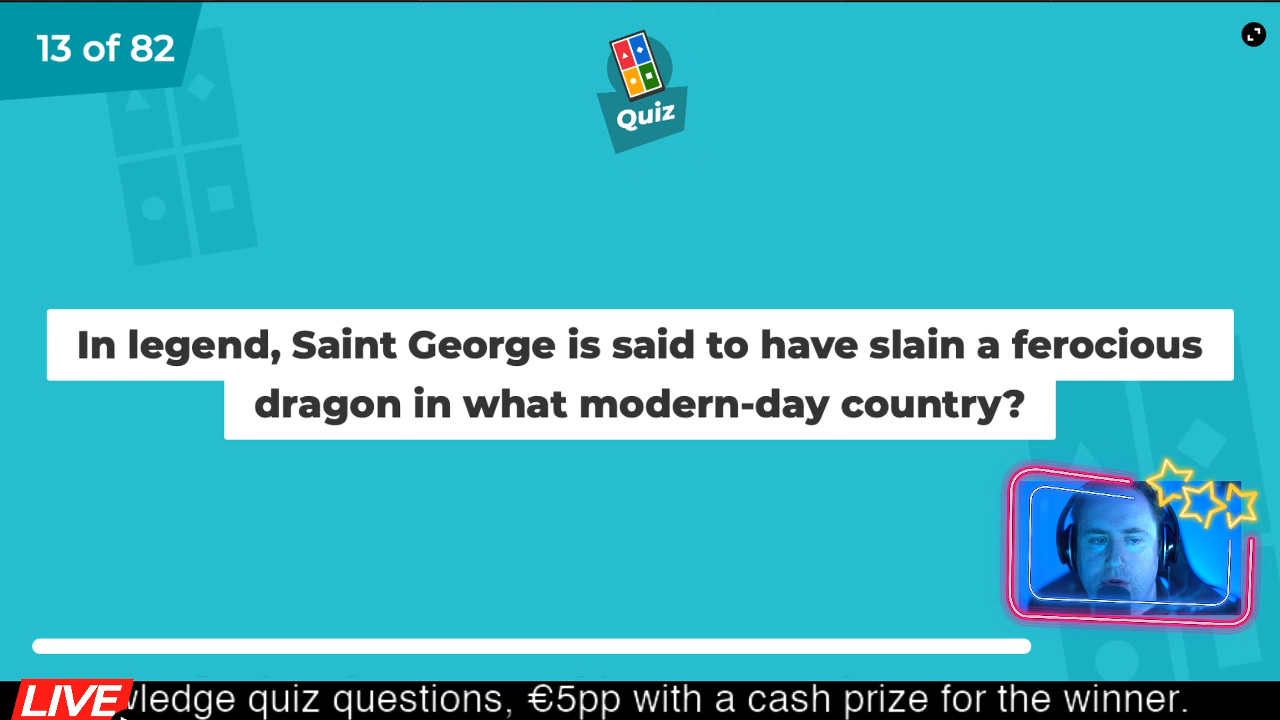 13 of 82
Quiz
In legend, Saint George is said to have slain a ferocious
dragon in what modern-day country?
LIVE
wledge quiz questions, €5pp with a cash prize for the winner.